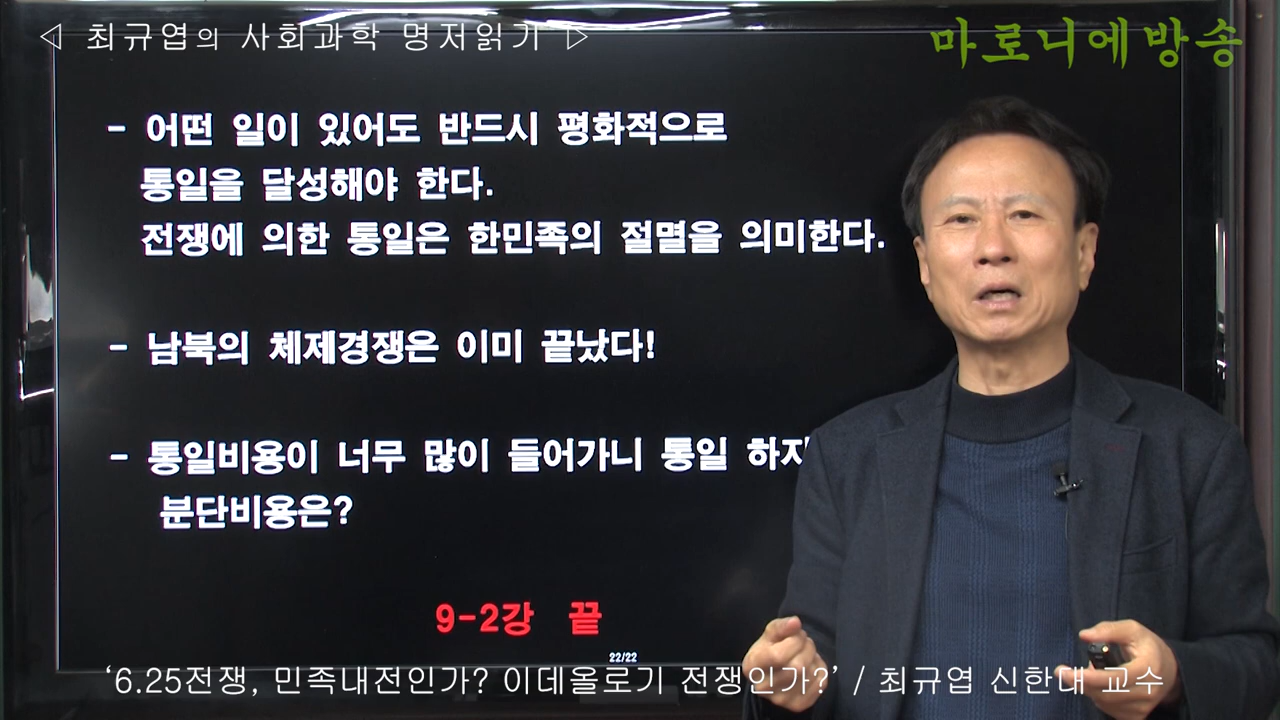 ◁ 최규엽의 사회과학 명저읽기 ▷
마로니에방송
- 어떤 일이 있어도 반드시 평화적으로
통일을 달성해야 한다.
전쟁에 의한 통일은 한민족의 절멸을 의미한다.
- 남북의 체제경쟁은 이미 끝났다!
- 통일비용이 너무 많이 들어가니 통일 하지
분단비용은?
9-2강 끝
22/22
‘6.25전쟁, 민족내전인가? 이데올로기 전쟁인가?’ / 최규엽 신한대 교수